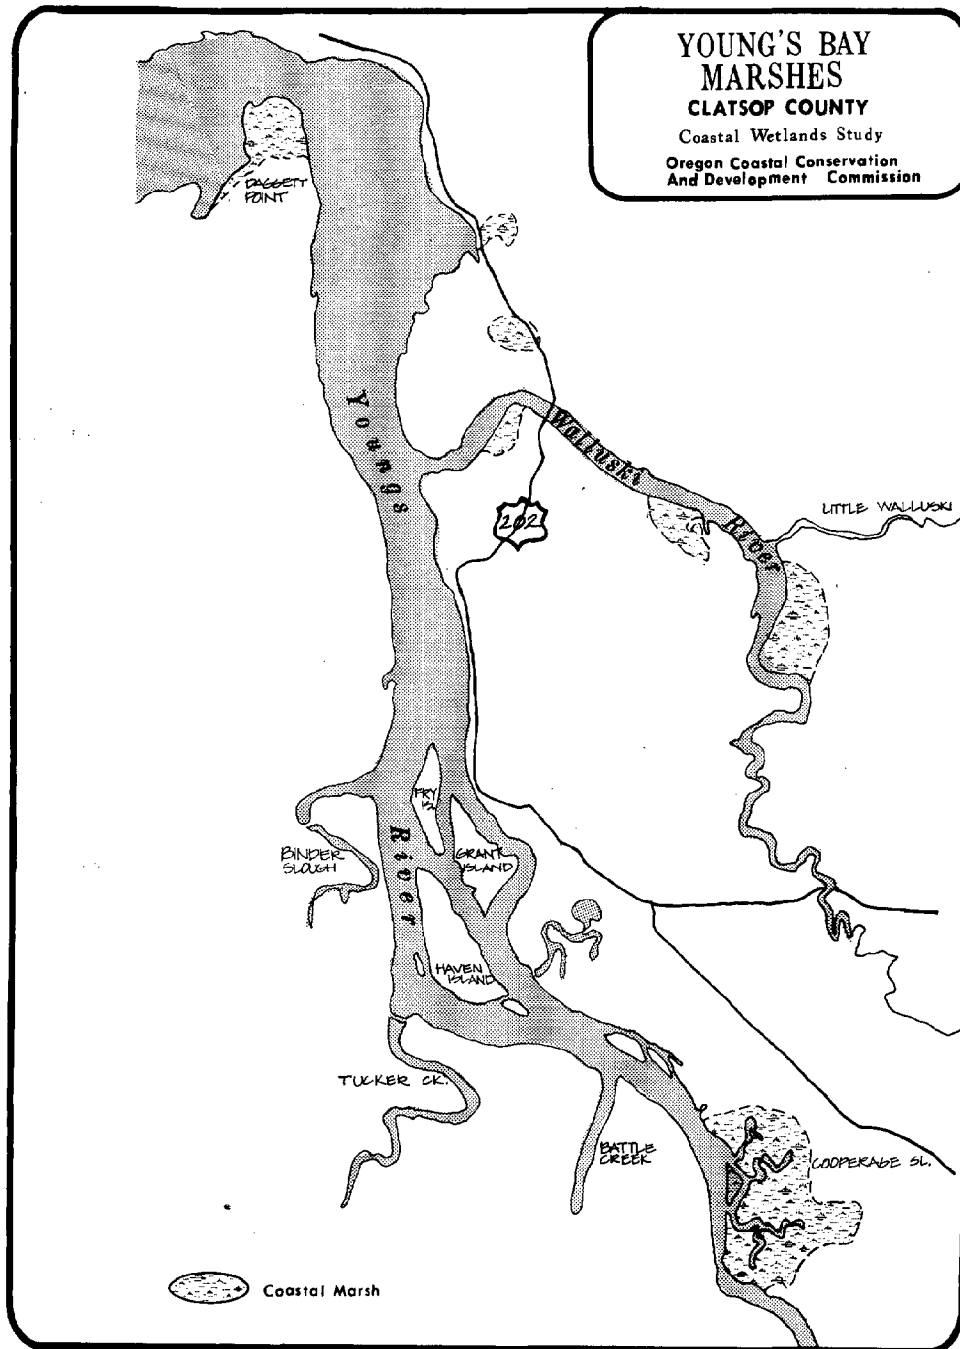 YOUNG'S BAY
MARSHES
CLATSOP COUNTY
Coastal Wetlands Study
Oregon Coastal Conservation
And Development Commission
DAGGETT
POINT
Youngs
Walluski
River
LITTLE WALLUSKI
202
FRY
IS.
River
BINDER
SLOUGH
GRANT
ISLAND
HAVEN
ISLAND
TUCKER CK.
BATTLE
CREEK
COOPERAGE SL.
Coastal Marsh